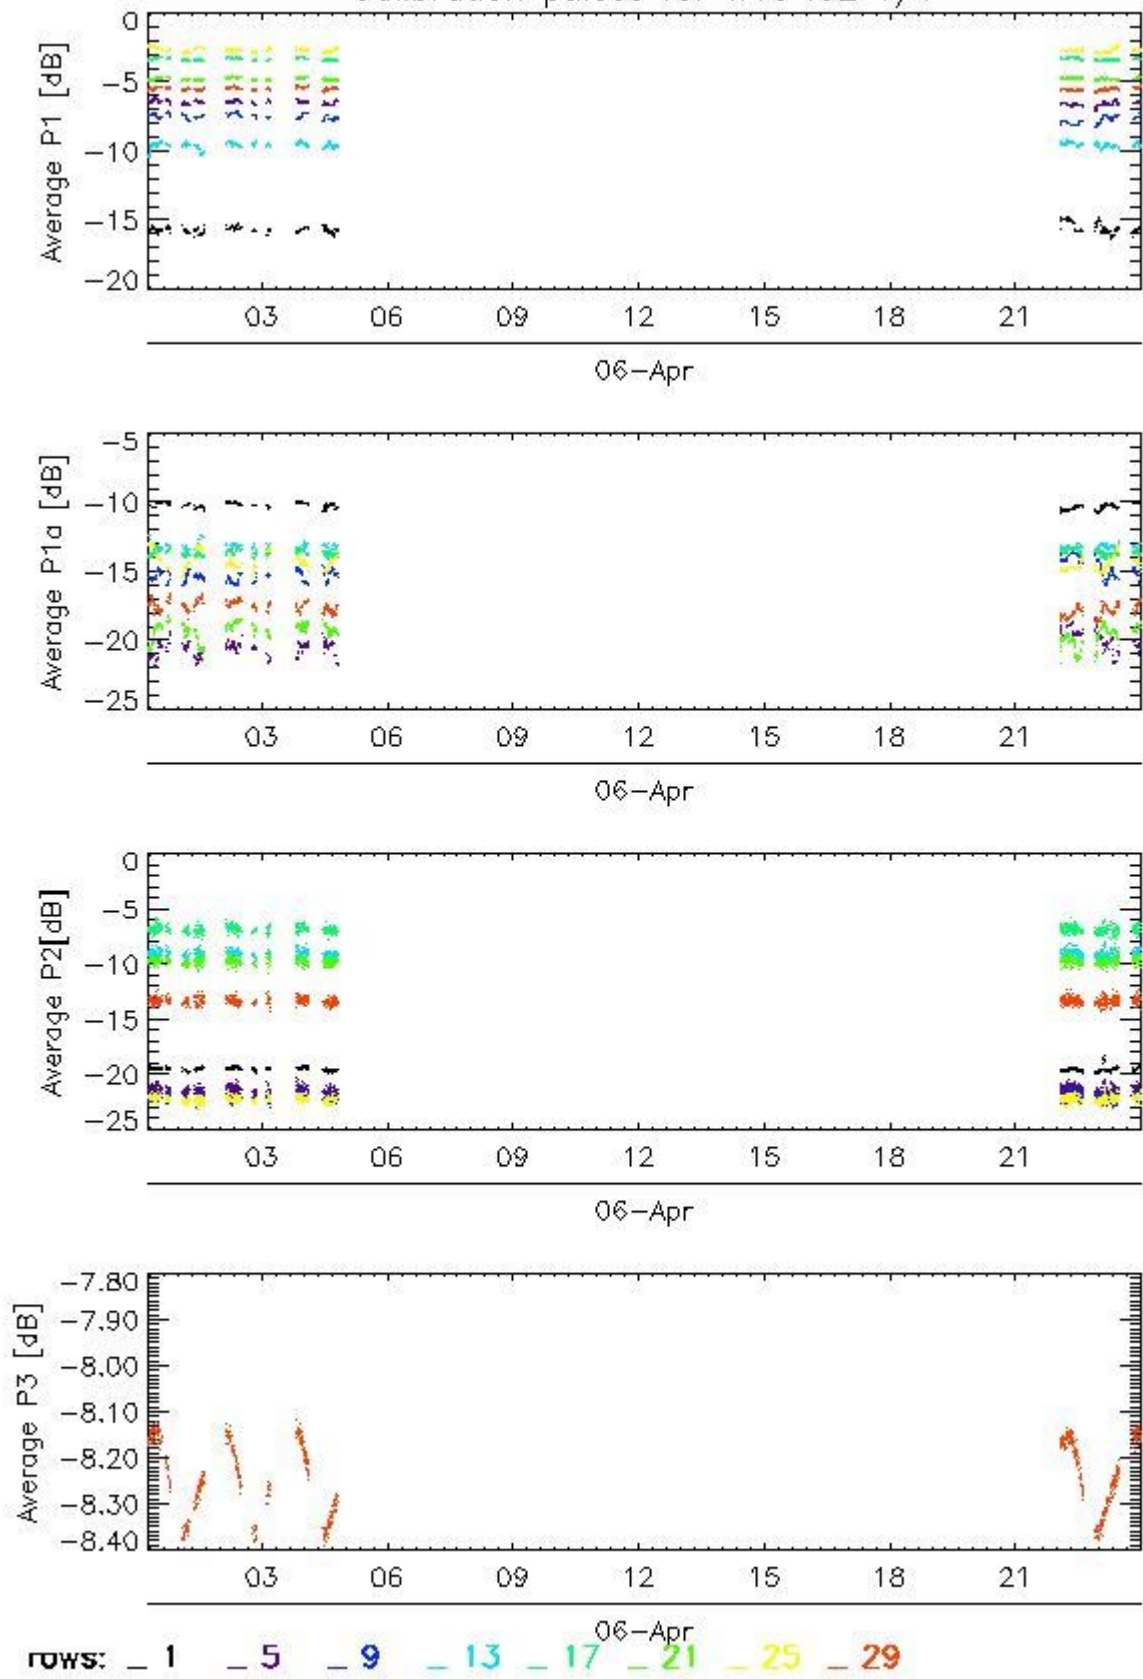 Average P1 [dB]
0
−5
−10
−15
−20
03 06 09 12 15 18 21
06−Apr
Average P1a [dB]
−5
−10
−15
−20
−25
03 06 09 12 15 18 21
06−Apr
Average P2[dB]
0
−5
−10
−15
−20
−25
03 06 09 12 15 18 21
06−Apr
Average P3 [dB]
−7.80
−7.90
−8.00
−8.10
−8.20
−8.30
−8.40
03 06 09 12 15 18 21
06−Apr
rows: _ 1 _ 5 _ 9 _ 13 _ 17 _ 21 _ 25 _ 29